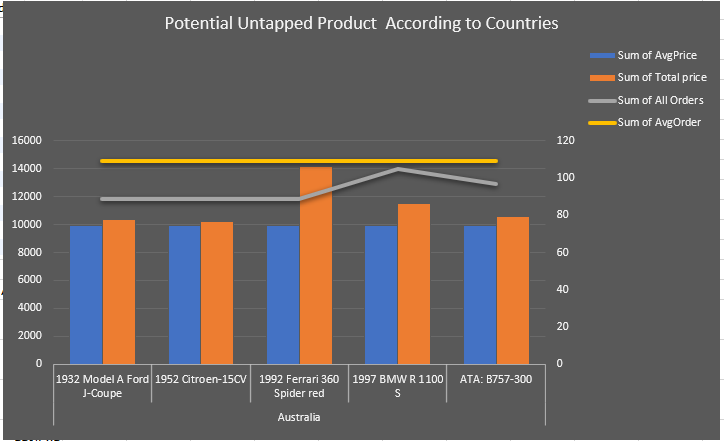 Potential Untapped Product  According to Countries
Sum of AvgPrice
Sum of Total price
Sum of All Orders
Sum of AvgOrder
16000
14000
12000
10000
8000
6000
4000
2000
0
120
100
80
60
40
20
0
1932 Model A Ford
J-Coupe
1952 Citroen-15CV
1992 Ferrari 360
Spider red
1997 BMW R 1100
S
ATA: B757-300
Australia